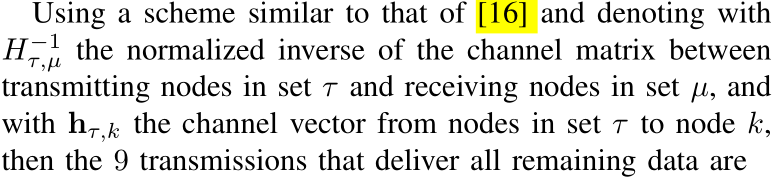 Using a scheme similar to that of [16] and denoting with
$H_{\tau,\mu}^{-1}$ the normalized inverse of the channel matrix between
transmitting nodes in set $\tau$ and receiving nodes in set $\mu$, and
with $\mathbf{h}_{\tau,k}$ the channel vector from nodes in set $\tau$ to node $k$,
then the 9 transmissions that deliver all remaining data are